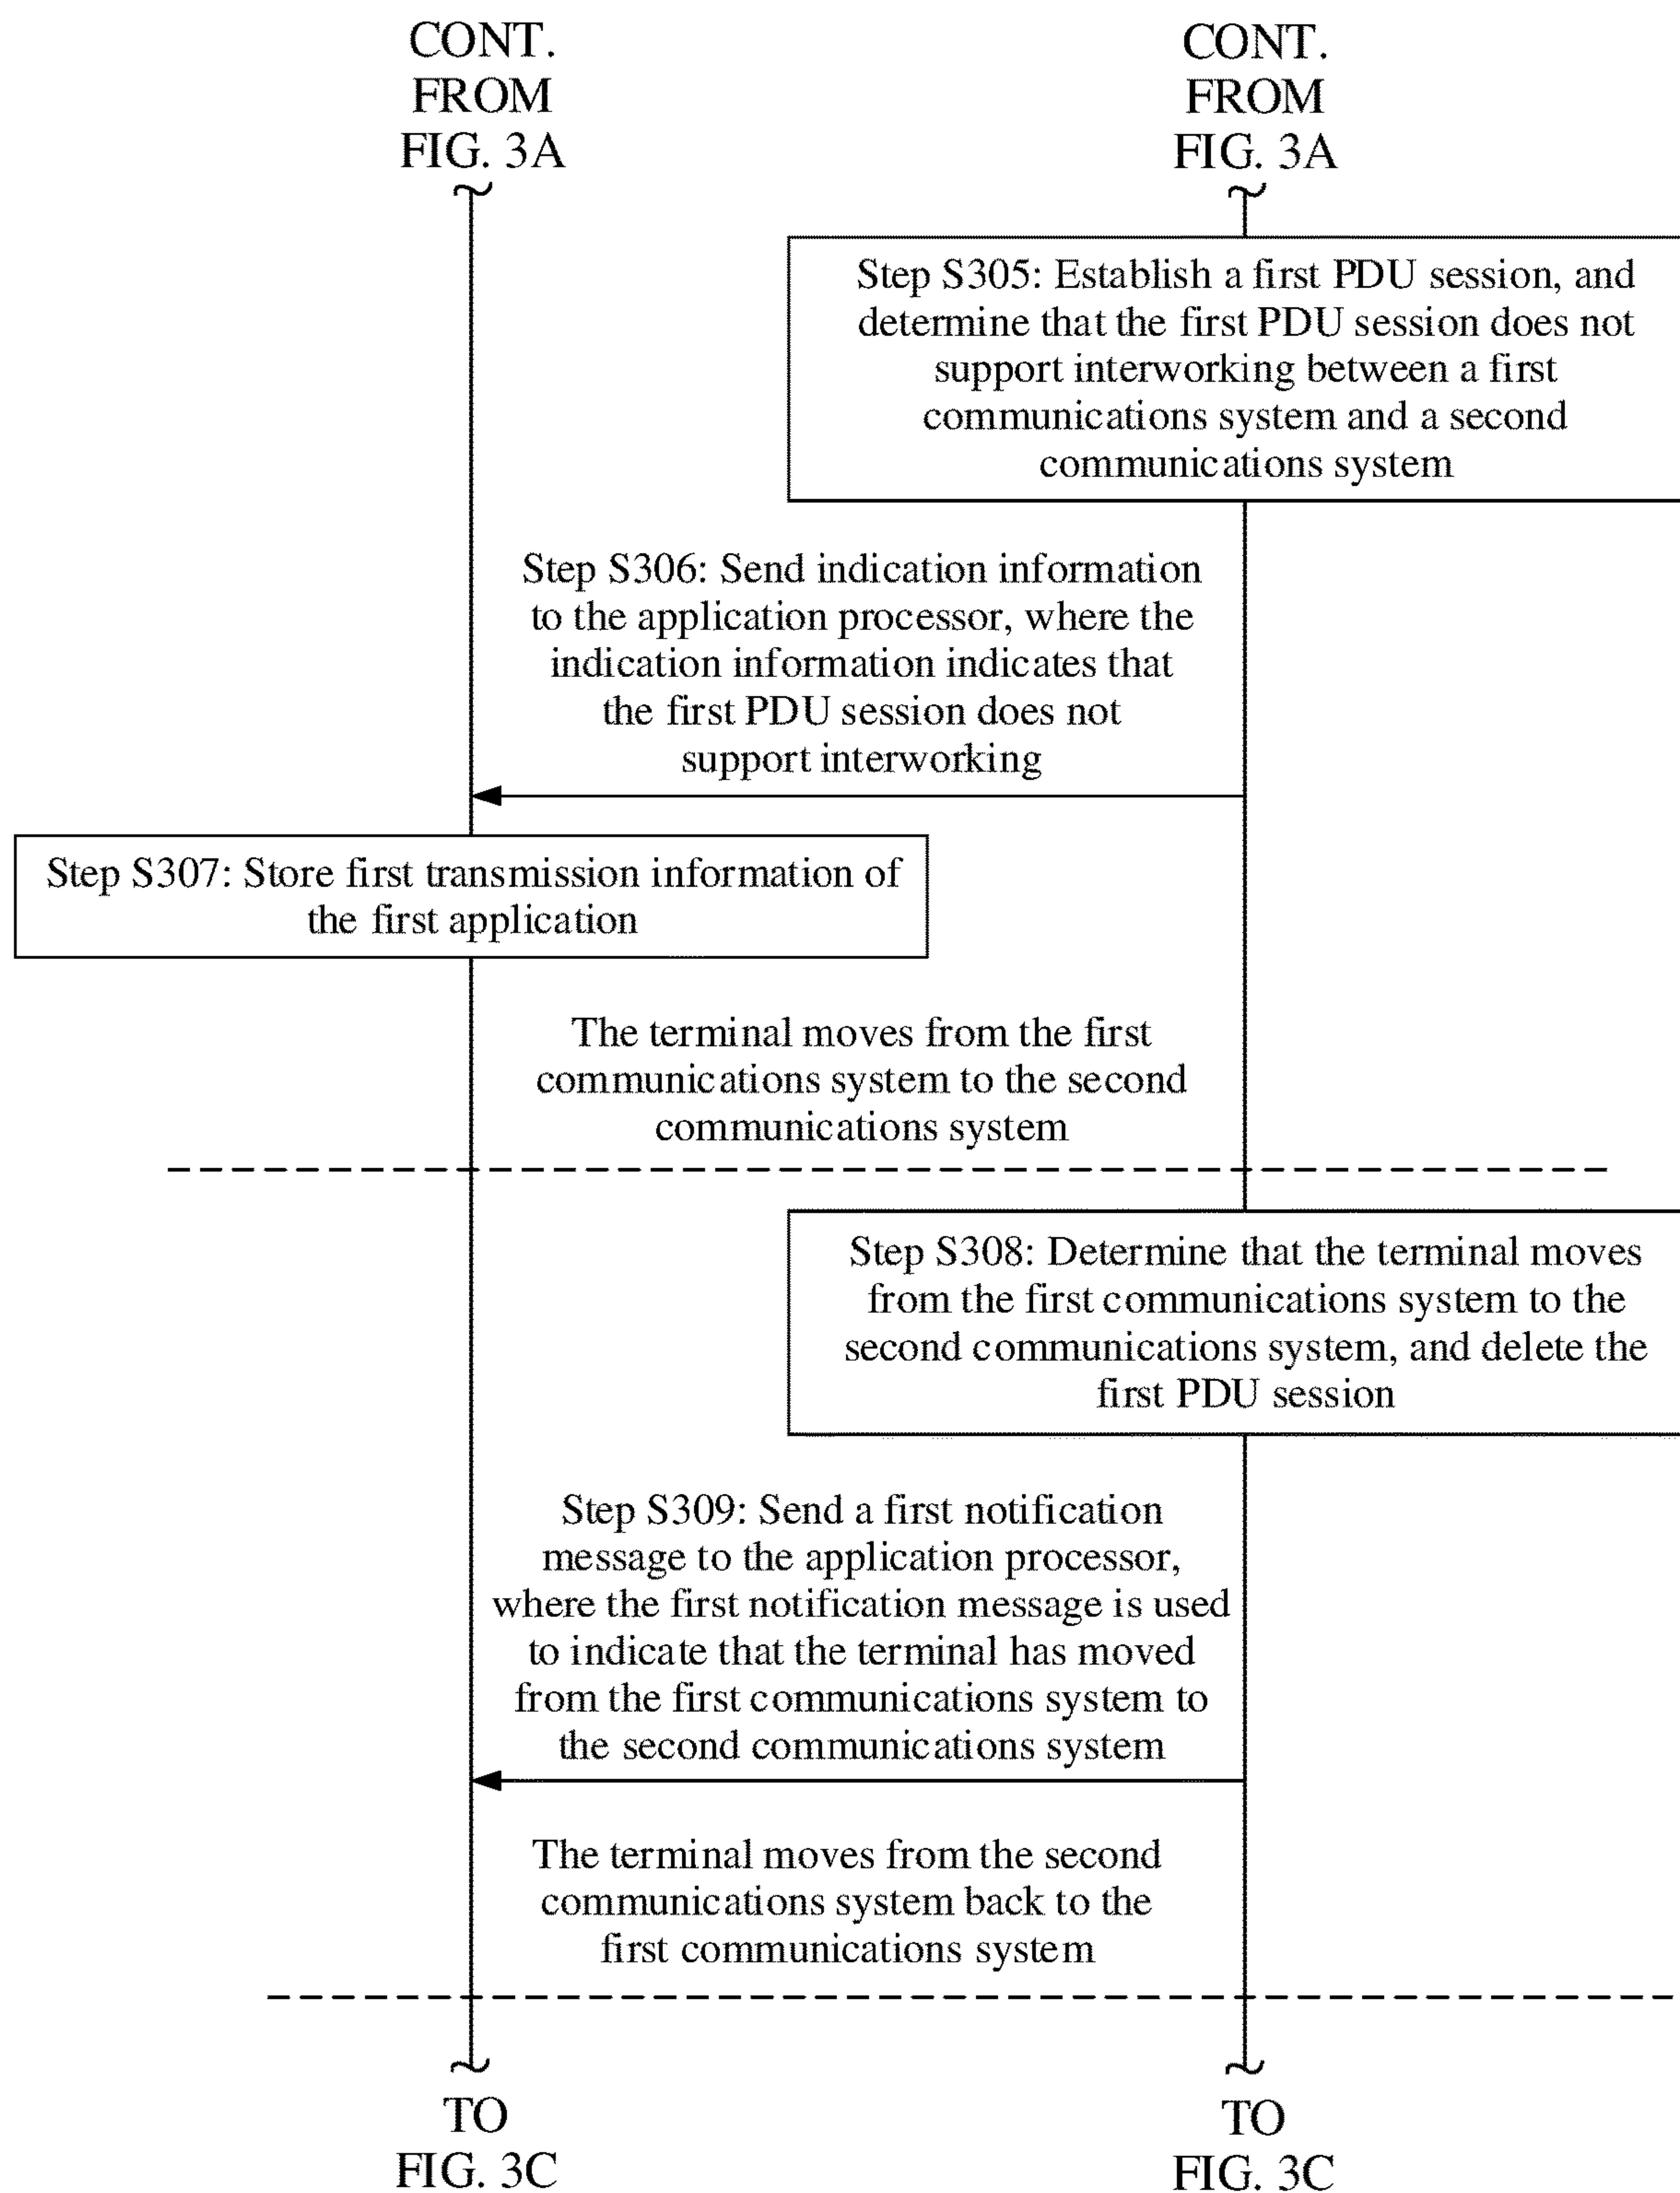 CONT.
FROM
FIG. 3A
CONT.
FROM
FIG. 3A
Step S305: Establish a first PDU session, and
determine that the first PDU session does not
support interworking between a first
communications system and a second
communications system
Step S306: Send indication information
to the application processor, where the
indication information indicates that
the first PDU session does not
support interworking
Step S307: Store first transmission information of
the first application
The terminal moves from the first
communications system to the second
communications system
Step S308: Determine that the terminal moves
from the first communications system to the
second communications system, and delete the
first PDU session
Step S309: Send a first notification
message to the application processor,
where the first notification message is used
to indicate that the terminal has moved
from the first communications system to
the second communications system
The terminal moves from the second
communications system back to the
first communications system
TO
FIG. 3C
TO
FIG. 3C